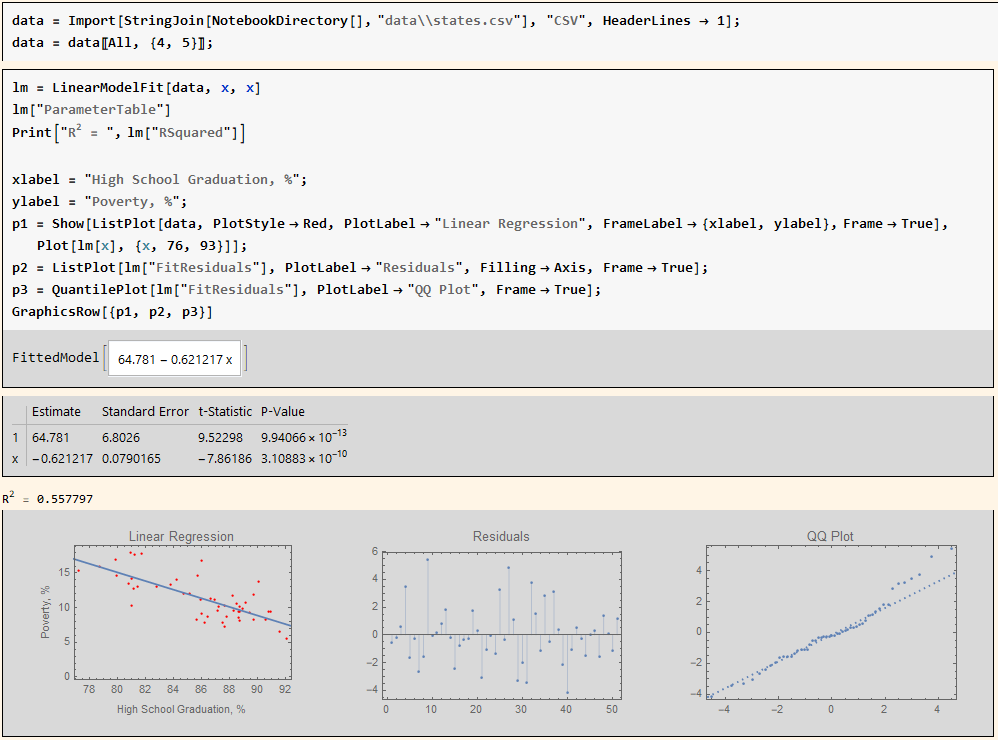 data = Import[StringJoin[NotebookDirectory[], "data\\states.csv"], "CSV", HeaderLines → 1];
data = data〚All, {4, 5}〛;
lm = LinearModelFit[data, x, x]
lm["ParameterTable"]
Print["R² = ", lm["RSquared"]]
xlabel = "High School Graduation, %";
ylabel = "Poverty, %";
p1 = Show[ListPlot[data, PlotStyle → Red, PlotLabel → "Linear Regression", FrameLabel → {xlabel, ylabel}, Frame → True],
Plot[lm[x], {x, 76, 93}]];
p2 = ListPlot[lm["FitResiduals"], PlotLabel → "Residuals", Filling → Axis, Frame → True];
p3 = QuantilePlot[lm["FitResiduals"], PlotLabel → "QQ Plot", Frame → True];
GraphicsRow[{p1, p2, p3}]
FittedModel[ 64.781 − 0.621217 x ]
Estimate Standard Error t-Statistic P-Value
1 64.781 6.8026 9.52298 9.94066 × 10⁻¹³
x −0.621217 0.0790165 −7.86186 3.10883 × 10⁻¹⁰
R² = 0.557797
Linear Regression
15
10
5
0
Poverty, %
78 80 82 84 86 88 90 92
High School Graduation, %
Residuals
6
4
2
0
−2
−4
0 10 20 30 40 50
QQ Plot
4
2
0
−2
−4
−4 −2 0 2 4